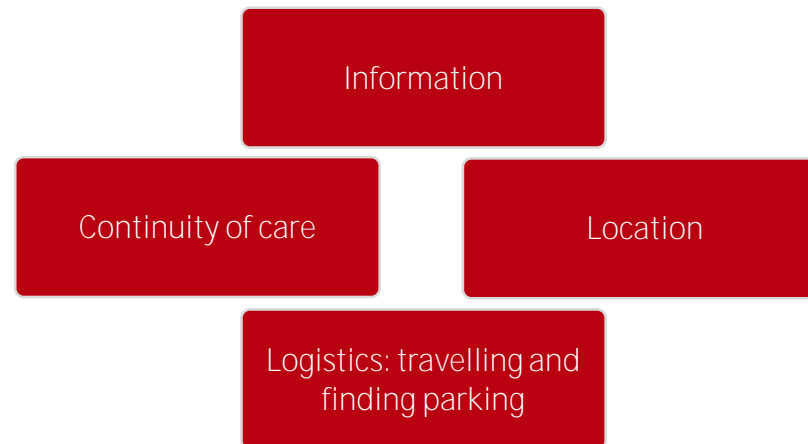 Information
Continuity of care
Location
Logistics: travelling and
finding parking